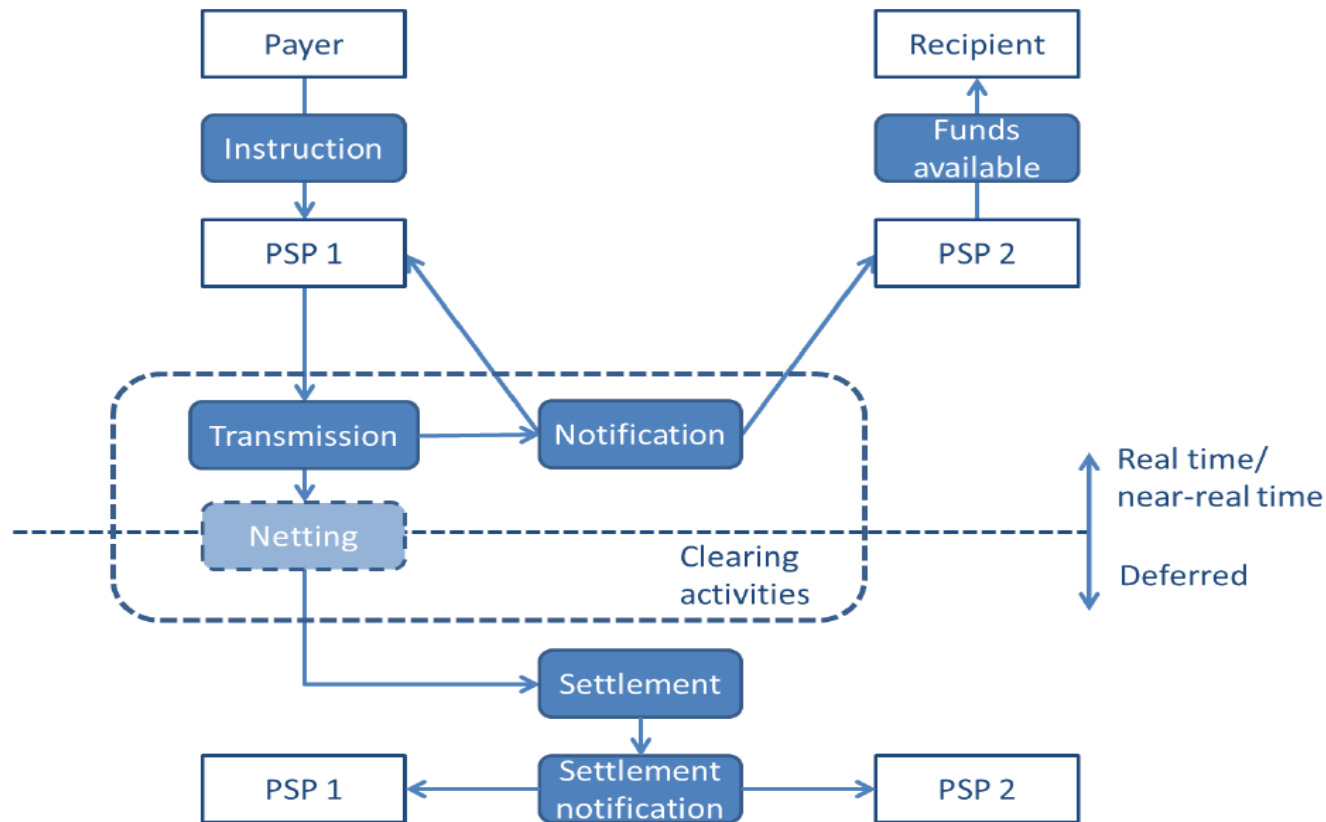 Payer
Recipient
Instruction
Funds
available
PSP 1
PSP 2
Transmission
Notification
Real time/
near-real time
Netting
Clearing
activities
Deferred
Settlement
PSP 1
Settlement
notification
PSP 2